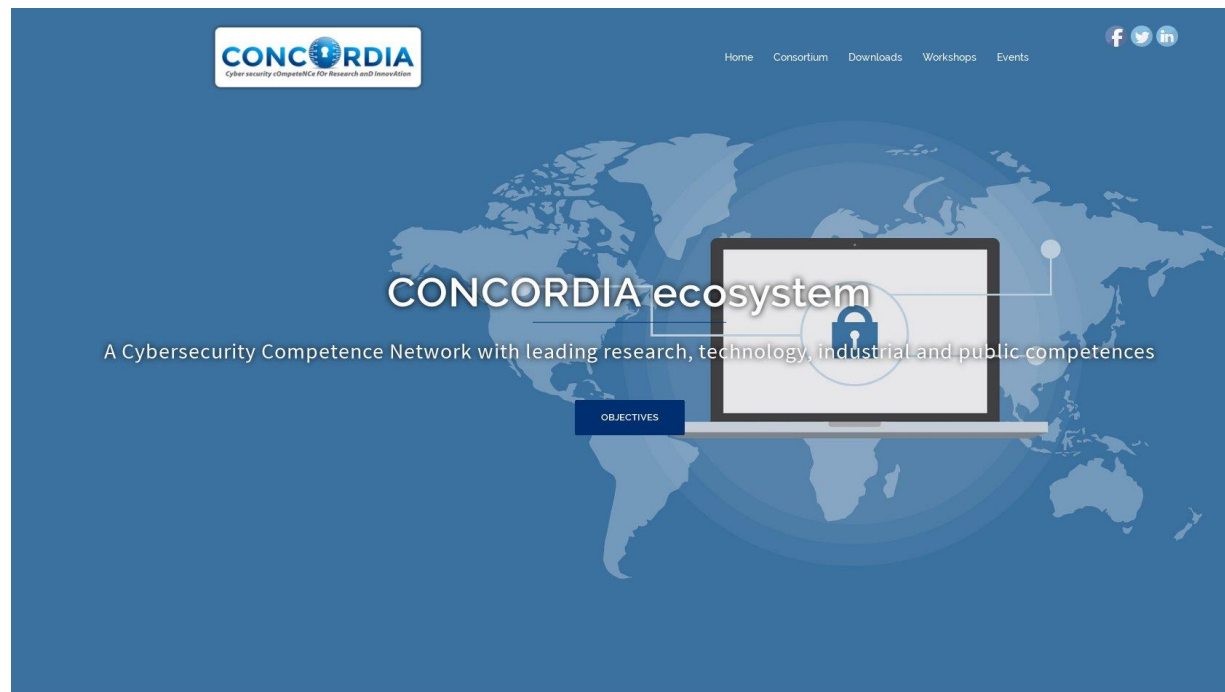 CONCORDIA
Cyber security cOmpeteNCe fOr Research anD InnovAtion
Home Consortium Downloads Workshops Events
CONCORDIA ecosystem
A Cybersecurity Competence Network with leading research, technology, industrial and public competences
OBJECTIVES